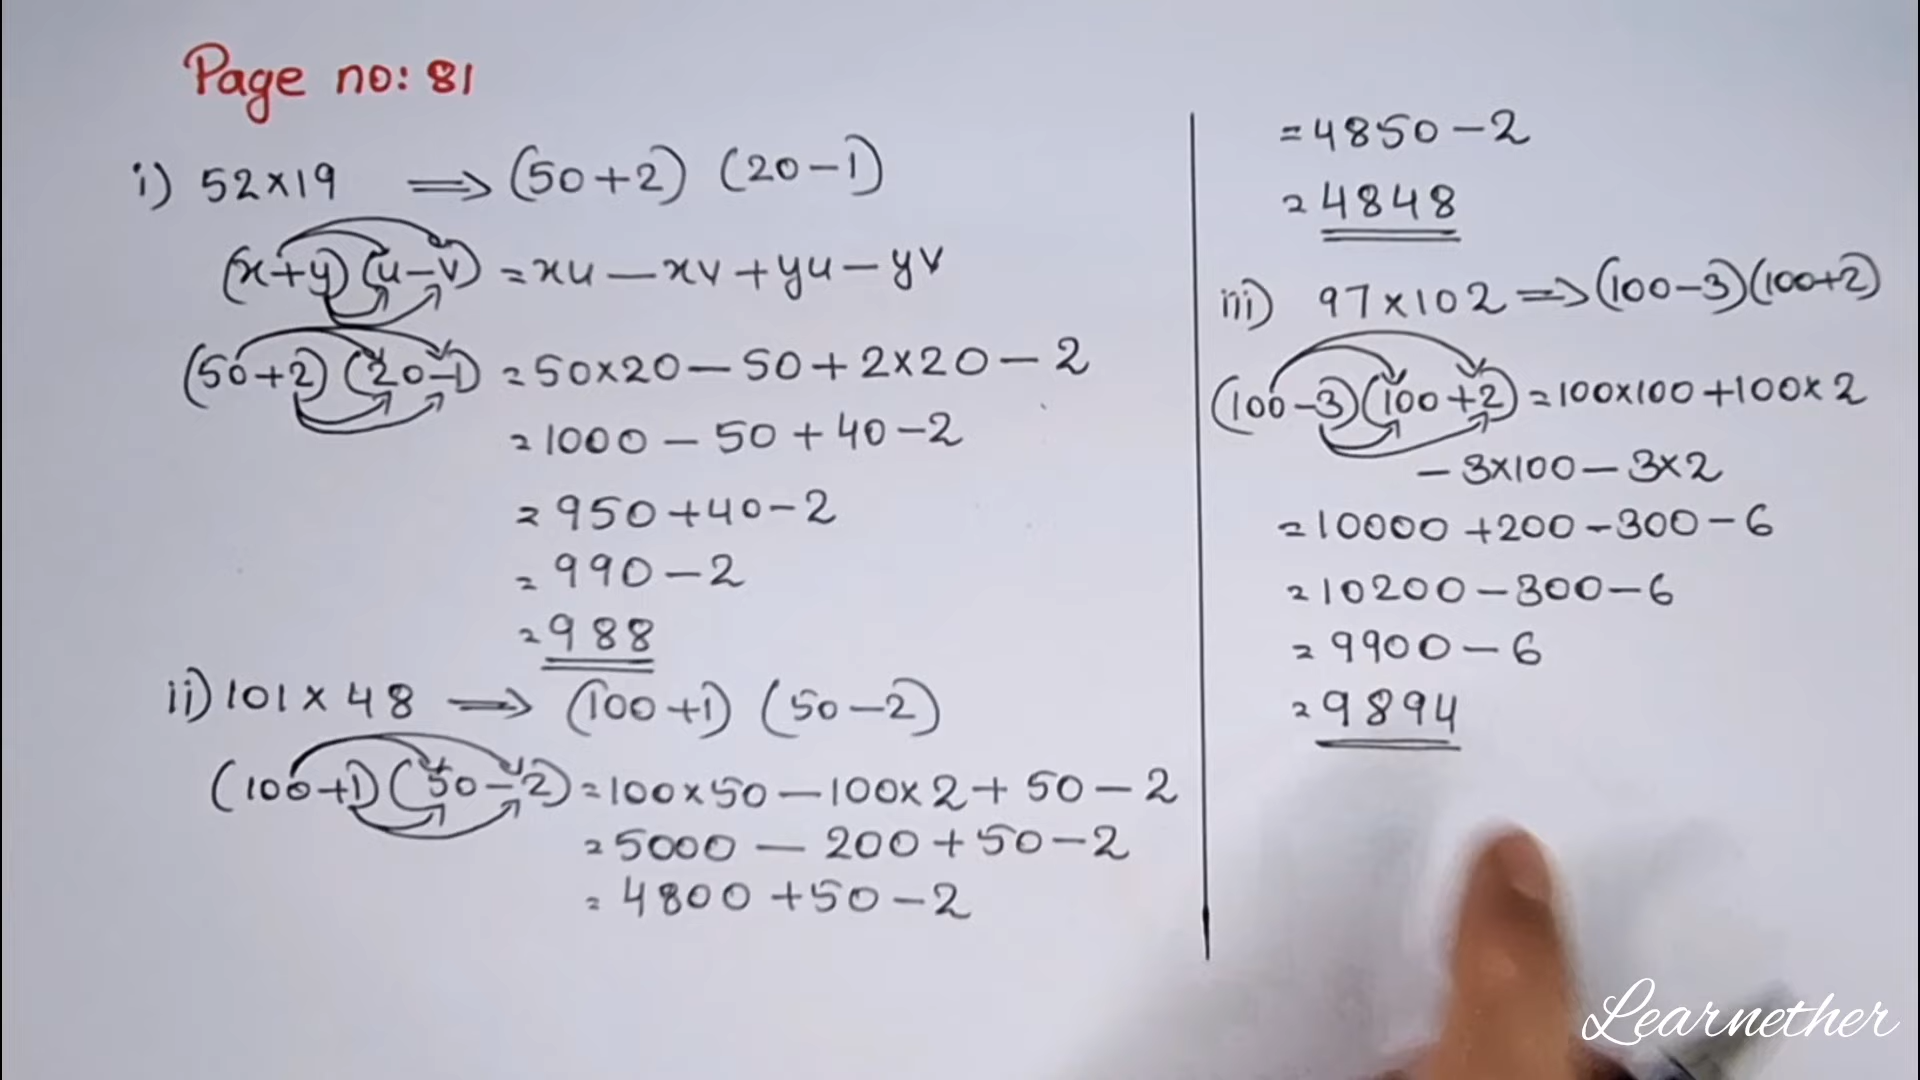 Page no: 81
i) 52×19 ⟹ (50+2) (20-1)
(x+y)(u-v) = xu - xv + yu - yv
(50+2)(20-1) = 50×20 - 50 + 2×20 - 2
= 1000 - 50 + 40 - 2
= 950 + 40 - 2
= 990 - 2
= 988
ii) 101 × 48 ⟹ (100+1) (50-2)
(100+1)(50-2) = 100×50 - 100×2 + 50 - 2
= 5000 - 200 + 50 - 2
= 4800 + 50 - 2
= 4850 - 2
= 4848
iii) 97 × 102 ⟹ (100-3)(100+2)
(100-3)(100+2) = 100×100 + 100×2
- 3×100 - 3×2
= 10000 + 200 - 300 - 6
= 10200 - 300 - 6
= 9900 - 6
= 9894
Learnether